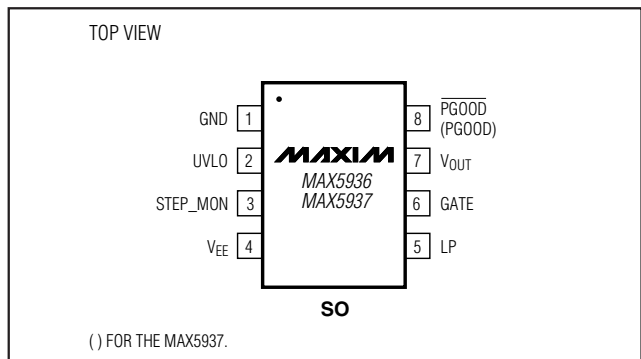 TOP VIEW
GND 1
UVLO 2
STEP_MON 3
VEE 4
MAXIM
MAX5936
MAX5937
8 PGOOD
(PGOOD)
7 VOUT
6 GATE
5 LP
SO
( ) FOR THE MAX5937.